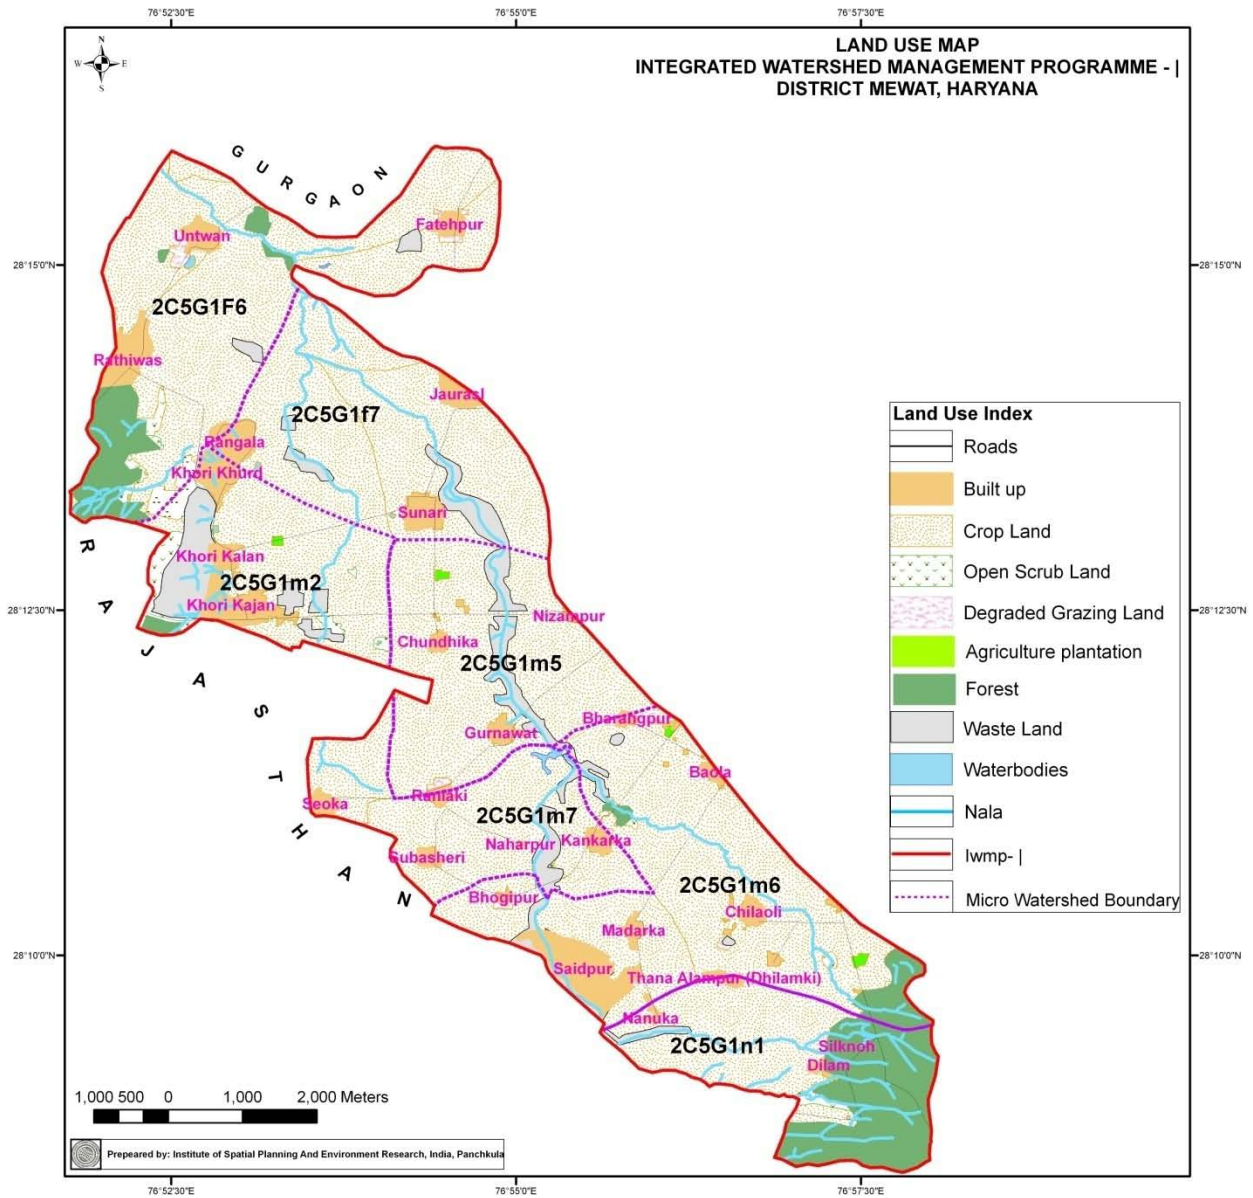 76°52'30"E 76°55'0"E 76°57'30"E
N
W E
S
LAND USE MAP
INTEGRATED WATERSHED MANAGEMENT PROGRAMME - |
DISTRICT MEWAT, HARYANA
GURGAON
Fatehpur
Untwan
28°15'0"N 28°15'0"N
2C5G1F6
Rathiwas
Jaurasl
2C5G1f7
Rangala
Khori Khurd
Sunari
Khori Kalan
2C5G1m2
Khori Kajan
28°12'30"N 28°12'30"N
Nizampur
Chundhika
2C5G1m5
RAJASTHAN
Bharangpur
Gurnawat
Baola
Ranlaki
Seoka
2C5G1m7
Naharpur
Kankarka
Subasheri
2C5G1m6
Bhogipur
Chilaoli
Madarka
28°10'0"N 28°10'0"N
Saidpur
Thana Alampur (Dhilamki)
Nanuka
2C5G1n1
Silknoh
Dilam
Land Use Index
Roads
Built up
Crop Land
Open Scrub Land
Degraded Grazing Land
Agriculture plantation
Forest
Waste Land
Waterbodies
Nala
Iwmp- |
Micro Watershed Boundary
1,000 500 0 1,000 2,000 Meters
Prepeared by: Institute of Spatial Planning And Environment Research, India, Panchkula
76°52'30"E 76°55'0"E 76°57'30"E